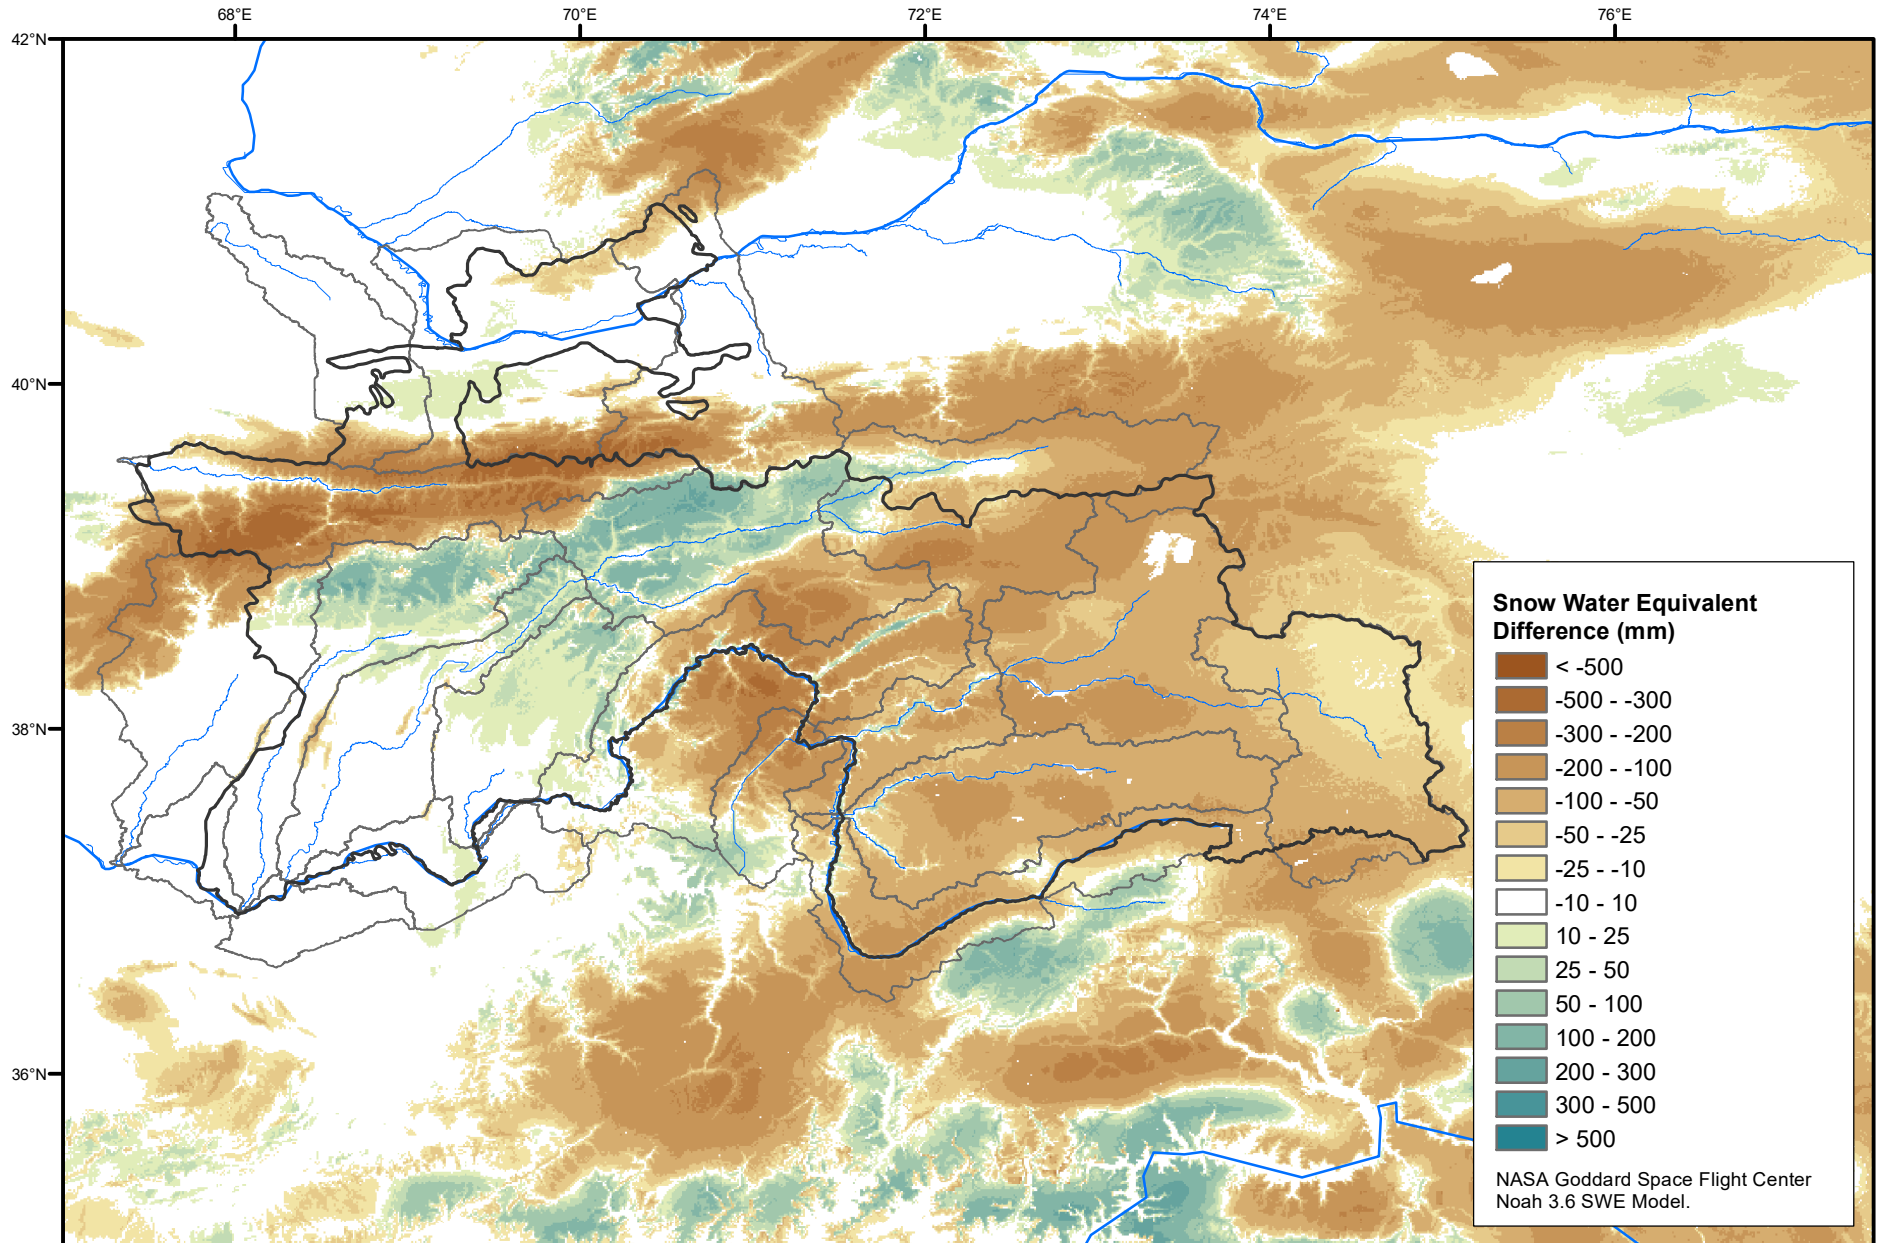 68°E
70°E
72°E
74°E
76°E
42°N
40°N
38°N
36°N
Snow Water Equivalent
Difference (mm)
< -500
-500 - -300
-300 - -200
-200 - -100
-100 - -50
-50 - -25
-25 - -10
-10 - 10
10 - 25
25 - 50
50 - 100
100 - 200
200 - 300
300 - 500
> 500
NASA Goddard Space Flight Center
Noah 3.6 SWE Model.